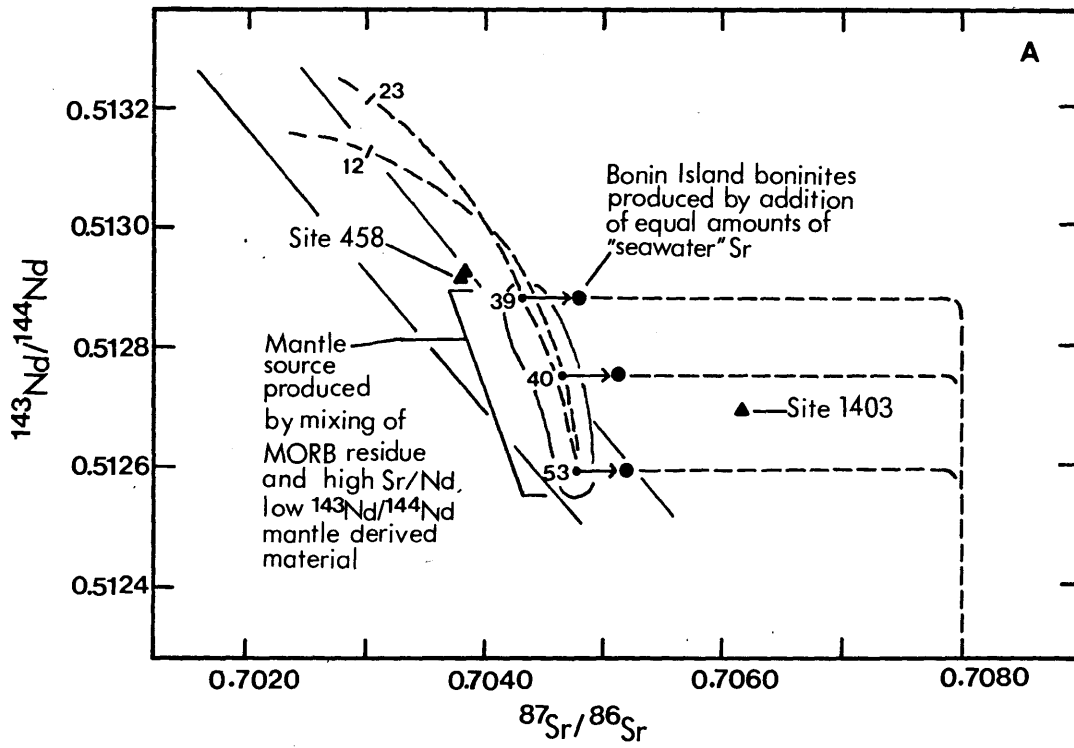 A
0.5132
0.5130
0.5128
0.5126
0.5124
143Nd/144Nd
23
12
Site 458
Bonin Island boninites
produced by addition
of equal amounts of
"seawater" Sr
39
40
53
Site 1403
Mantle
source
produced
by mixing of
MORB residue
and high Sr/Nd,
low 143Nd/144Nd
mantle derived
material
0.7020
0.7040
0.7060
0.7080
87Sr/86Sr